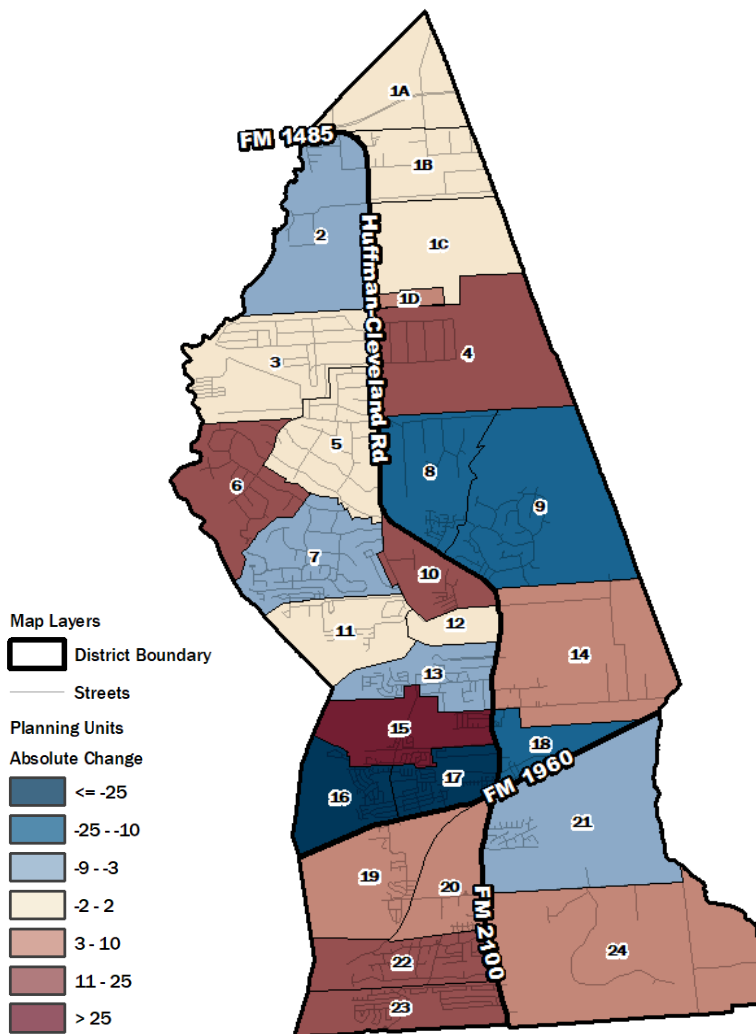 1A
FM 1485
1B
2
1C
Huffman-Cleveland Rd
1D
4
3
5
8
6
9
7
10
12
11
14
13
15
18
17
16
FM 1960
21
19
20
FM 2100
24
22
23
Map Layers
District Boundary
Streets
Planning Units
Absolute Change
<= -25
-25 - -10
-9 - -3
-2 - 2
3 - 10
11 - 25
> 25